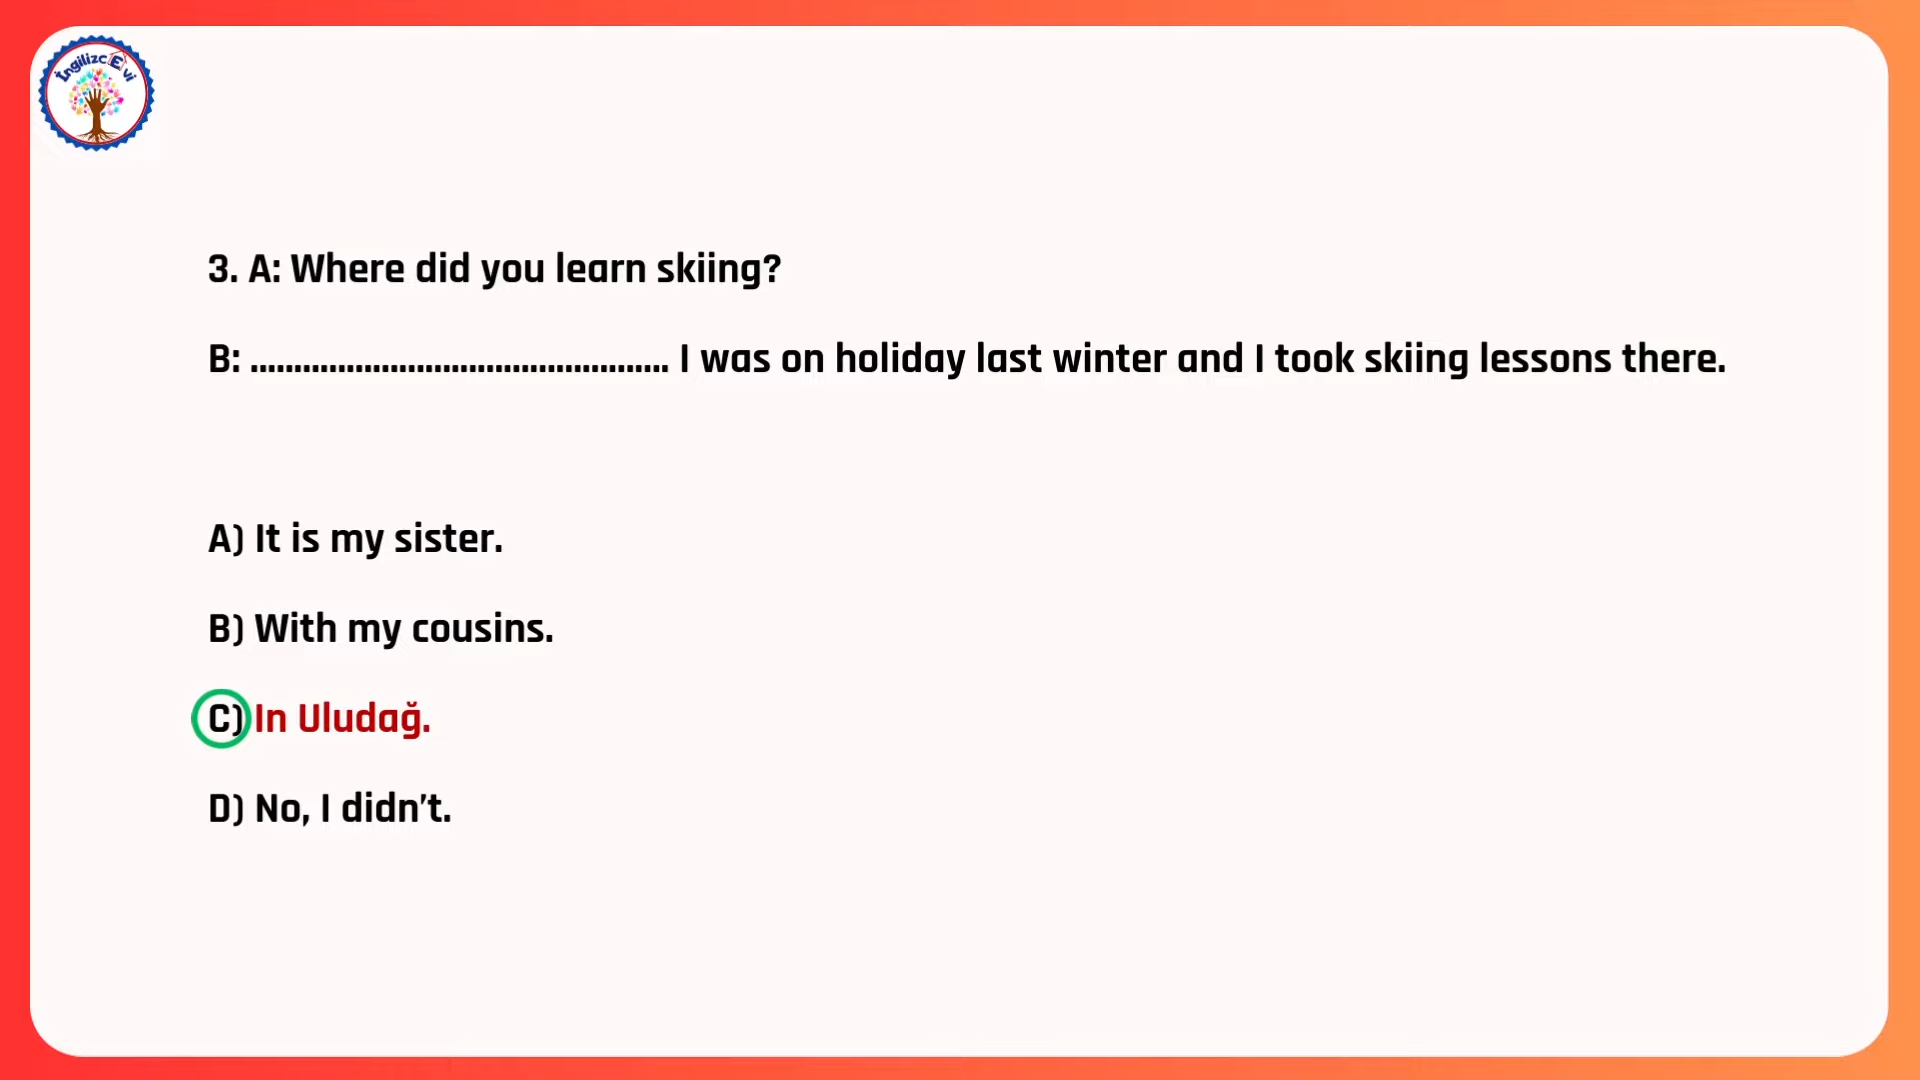 İngilizcEvi
3. A: Where did you learn skiing?
B: ................................................ I was on holiday last winter and I took skiing lessons there.
A) It is my sister.
B) With my cousins.
C) In Uludağ.
D) No, I didn’t.